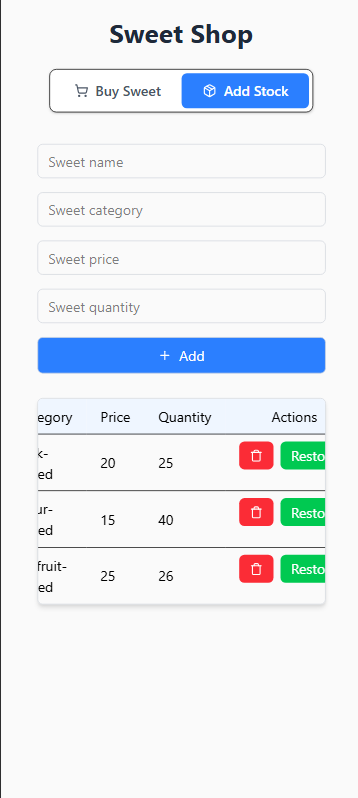 Sweet Shop
Buy Sweet
Add Stock
Sweet name
Sweet category
Sweet price
Sweet quantity
+ Add
egory Price Quantity Actions
k-
ed
20 25 Resto
ur-
ed
15 40 Resto
fruit-
ed
25 26 Resto